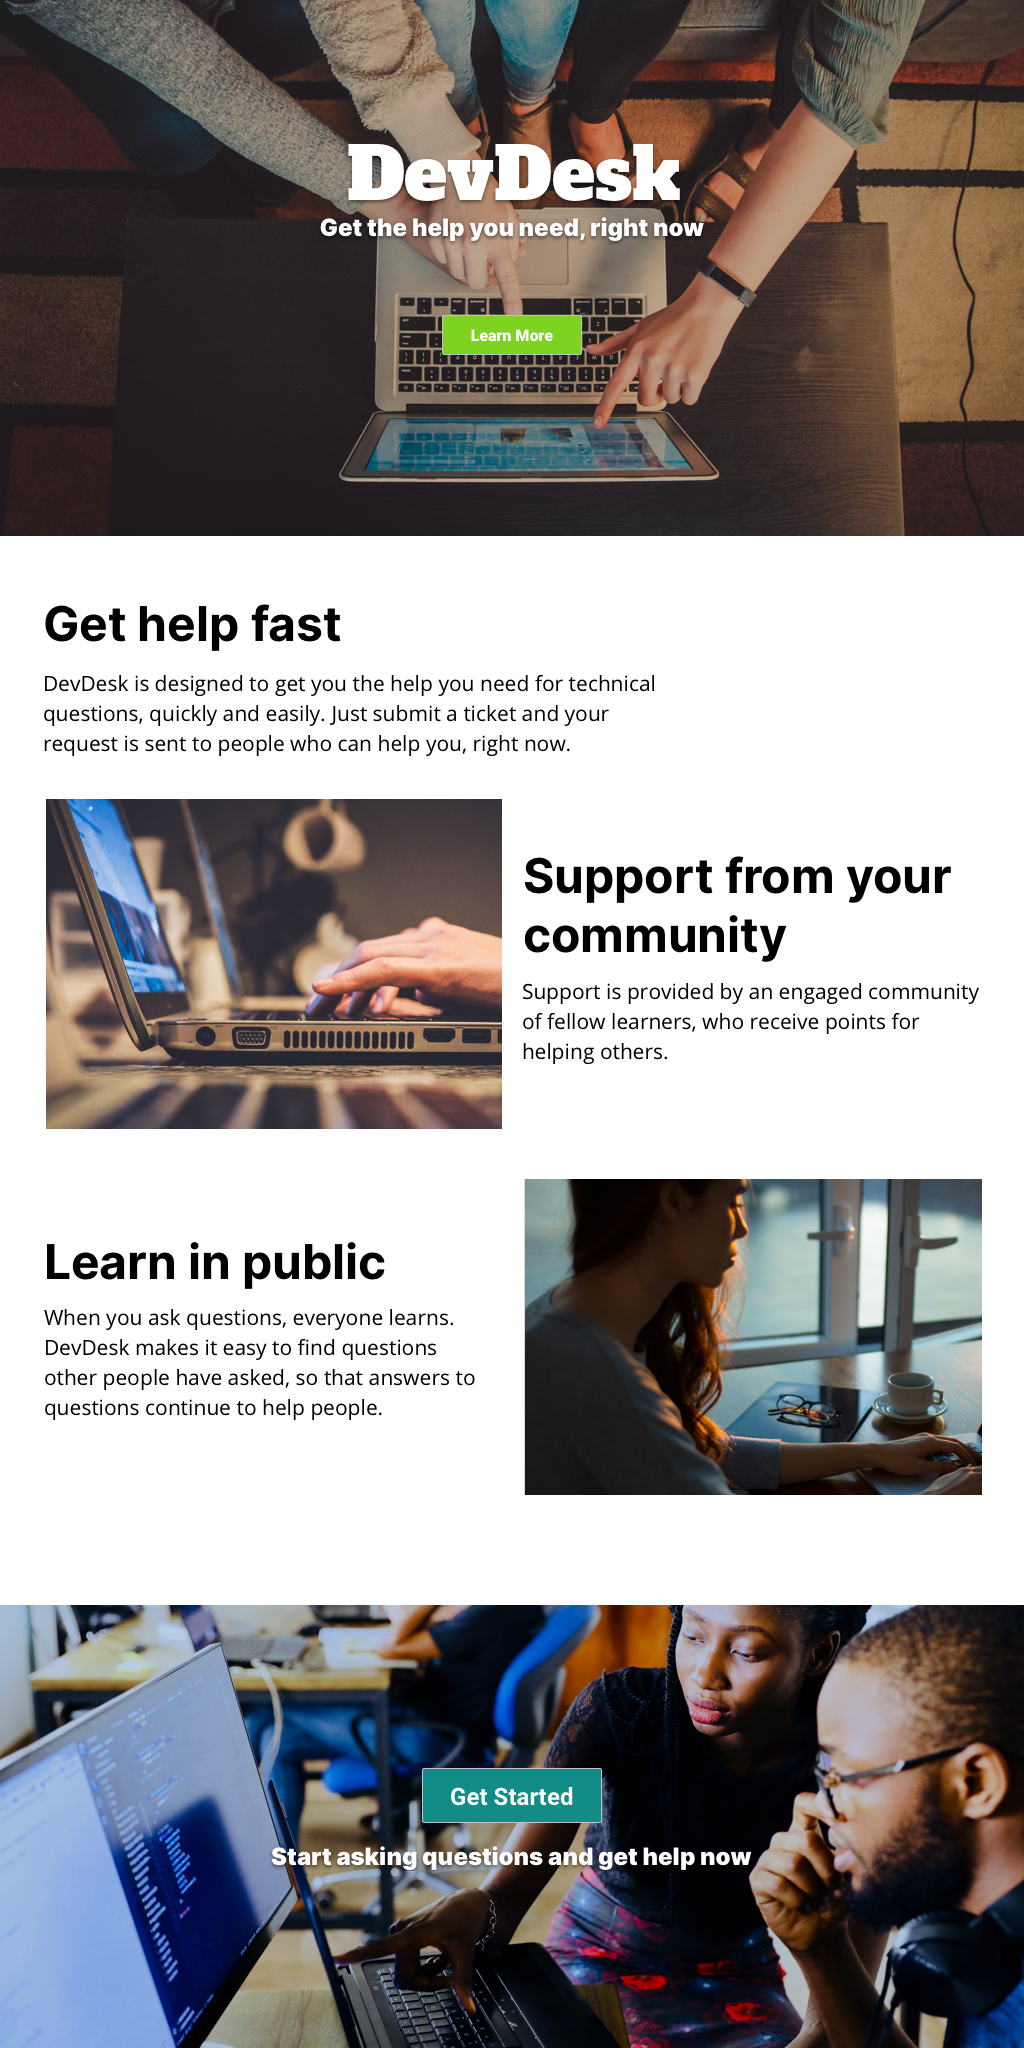 DevDesk
Get the help you need, right now
Learn More
Get help fast
DevDesk is designed to get you the help you need for technical
questions, quickly and easily. Just submit a ticket and your
request is sent to people who can help you, right now.
Support from your
community
Support is provided by an engaged community
of fellow learners, who receive points for
helping others.
Learn in public
When you ask questions, everyone learns.
DevDesk makes it easy to find questions
other people have asked, so that answers to
questions continue to help people.
Get Started
Start asking questions and get help now